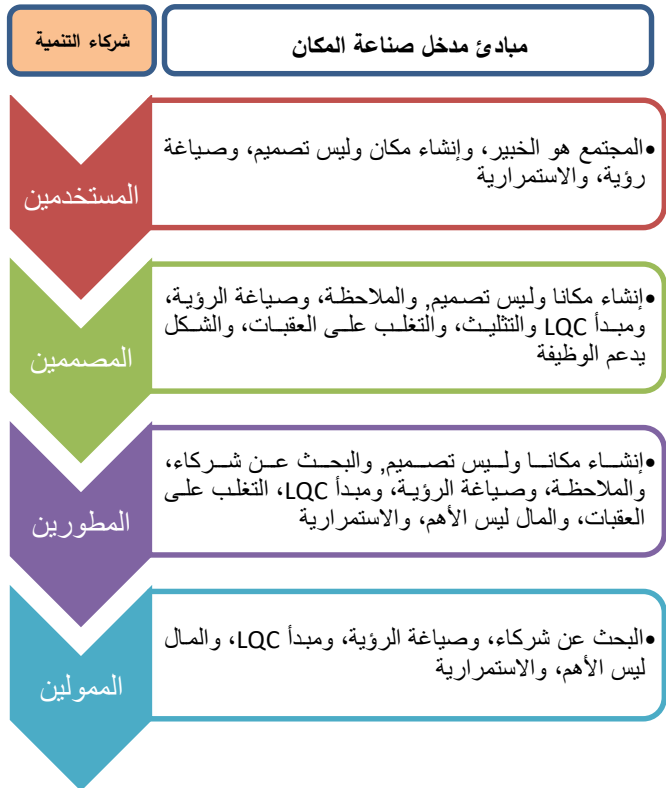 شركاء التنمية
مبادئ مدخل صناعة المكان
المستخدمين
•المجتمع هو الخبير، وإنشاء مكان وليس تصميم، وصياغة
رؤية، والاستمرارية
المصممين
•إنشاء مكانا وليس تصميم, والملاحظة، وصياغة الرؤية،
ومبدأ LQC والتثليث، والتغلب على العقبات، والشكل
يدعم الوظيفة
المطورين
•إنشاء مكانا وليس تصميم, والبحث عن شركاء،
والملاحظة، وصياغة الرؤية، ومبدأ LQC، التغلب على
العقبات، والمال ليس الأهم، والاستمرارية
الممولين
•البحث عن شركاء، وصياغة الرؤية، ومبدأ LQC، والمال
ليس الأهم، والاستمرارية